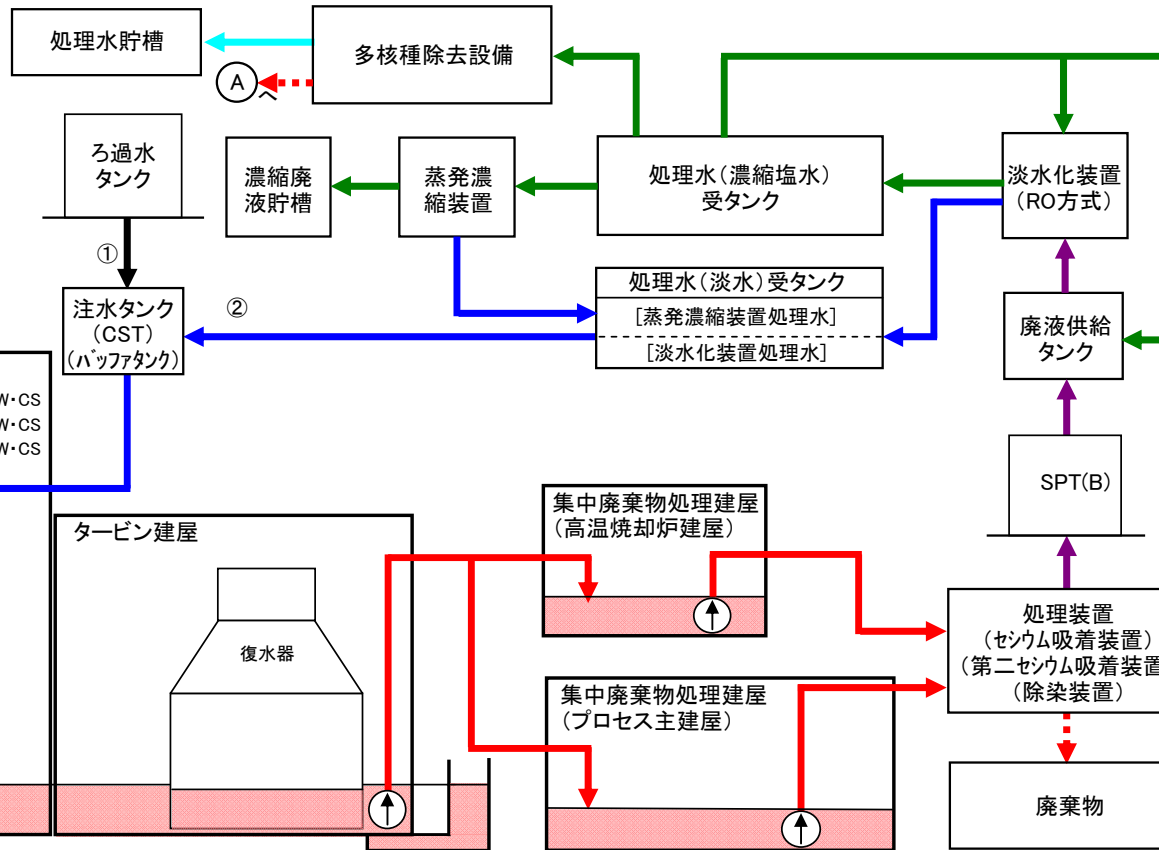 処理水貯槽
多核種除去設備
A
へ
ろ過水
タンク
濃縮廃
液貯槽
蒸発濃
縮装置
処理水(濃縮塩水)
受タンク
淡水化装置
(RO方式)
①
注水タンク
(CST)
(バッファタンク)
②
処理水(淡水)受タンク
[蒸発濃縮装置処理水]
[淡水化装置処理水]
廃液供給
タンク
W・CS
W・CS
W・CS
SPT(B)
タービン建屋
復水器
集中廃棄物処理建屋
(高温焼却炉建屋)
集中廃棄物処理建屋
(プロセス主建屋)
処理装置
(セシウム吸着装置)
(第二セシウム吸着装置
(除染装置)
廃棄物